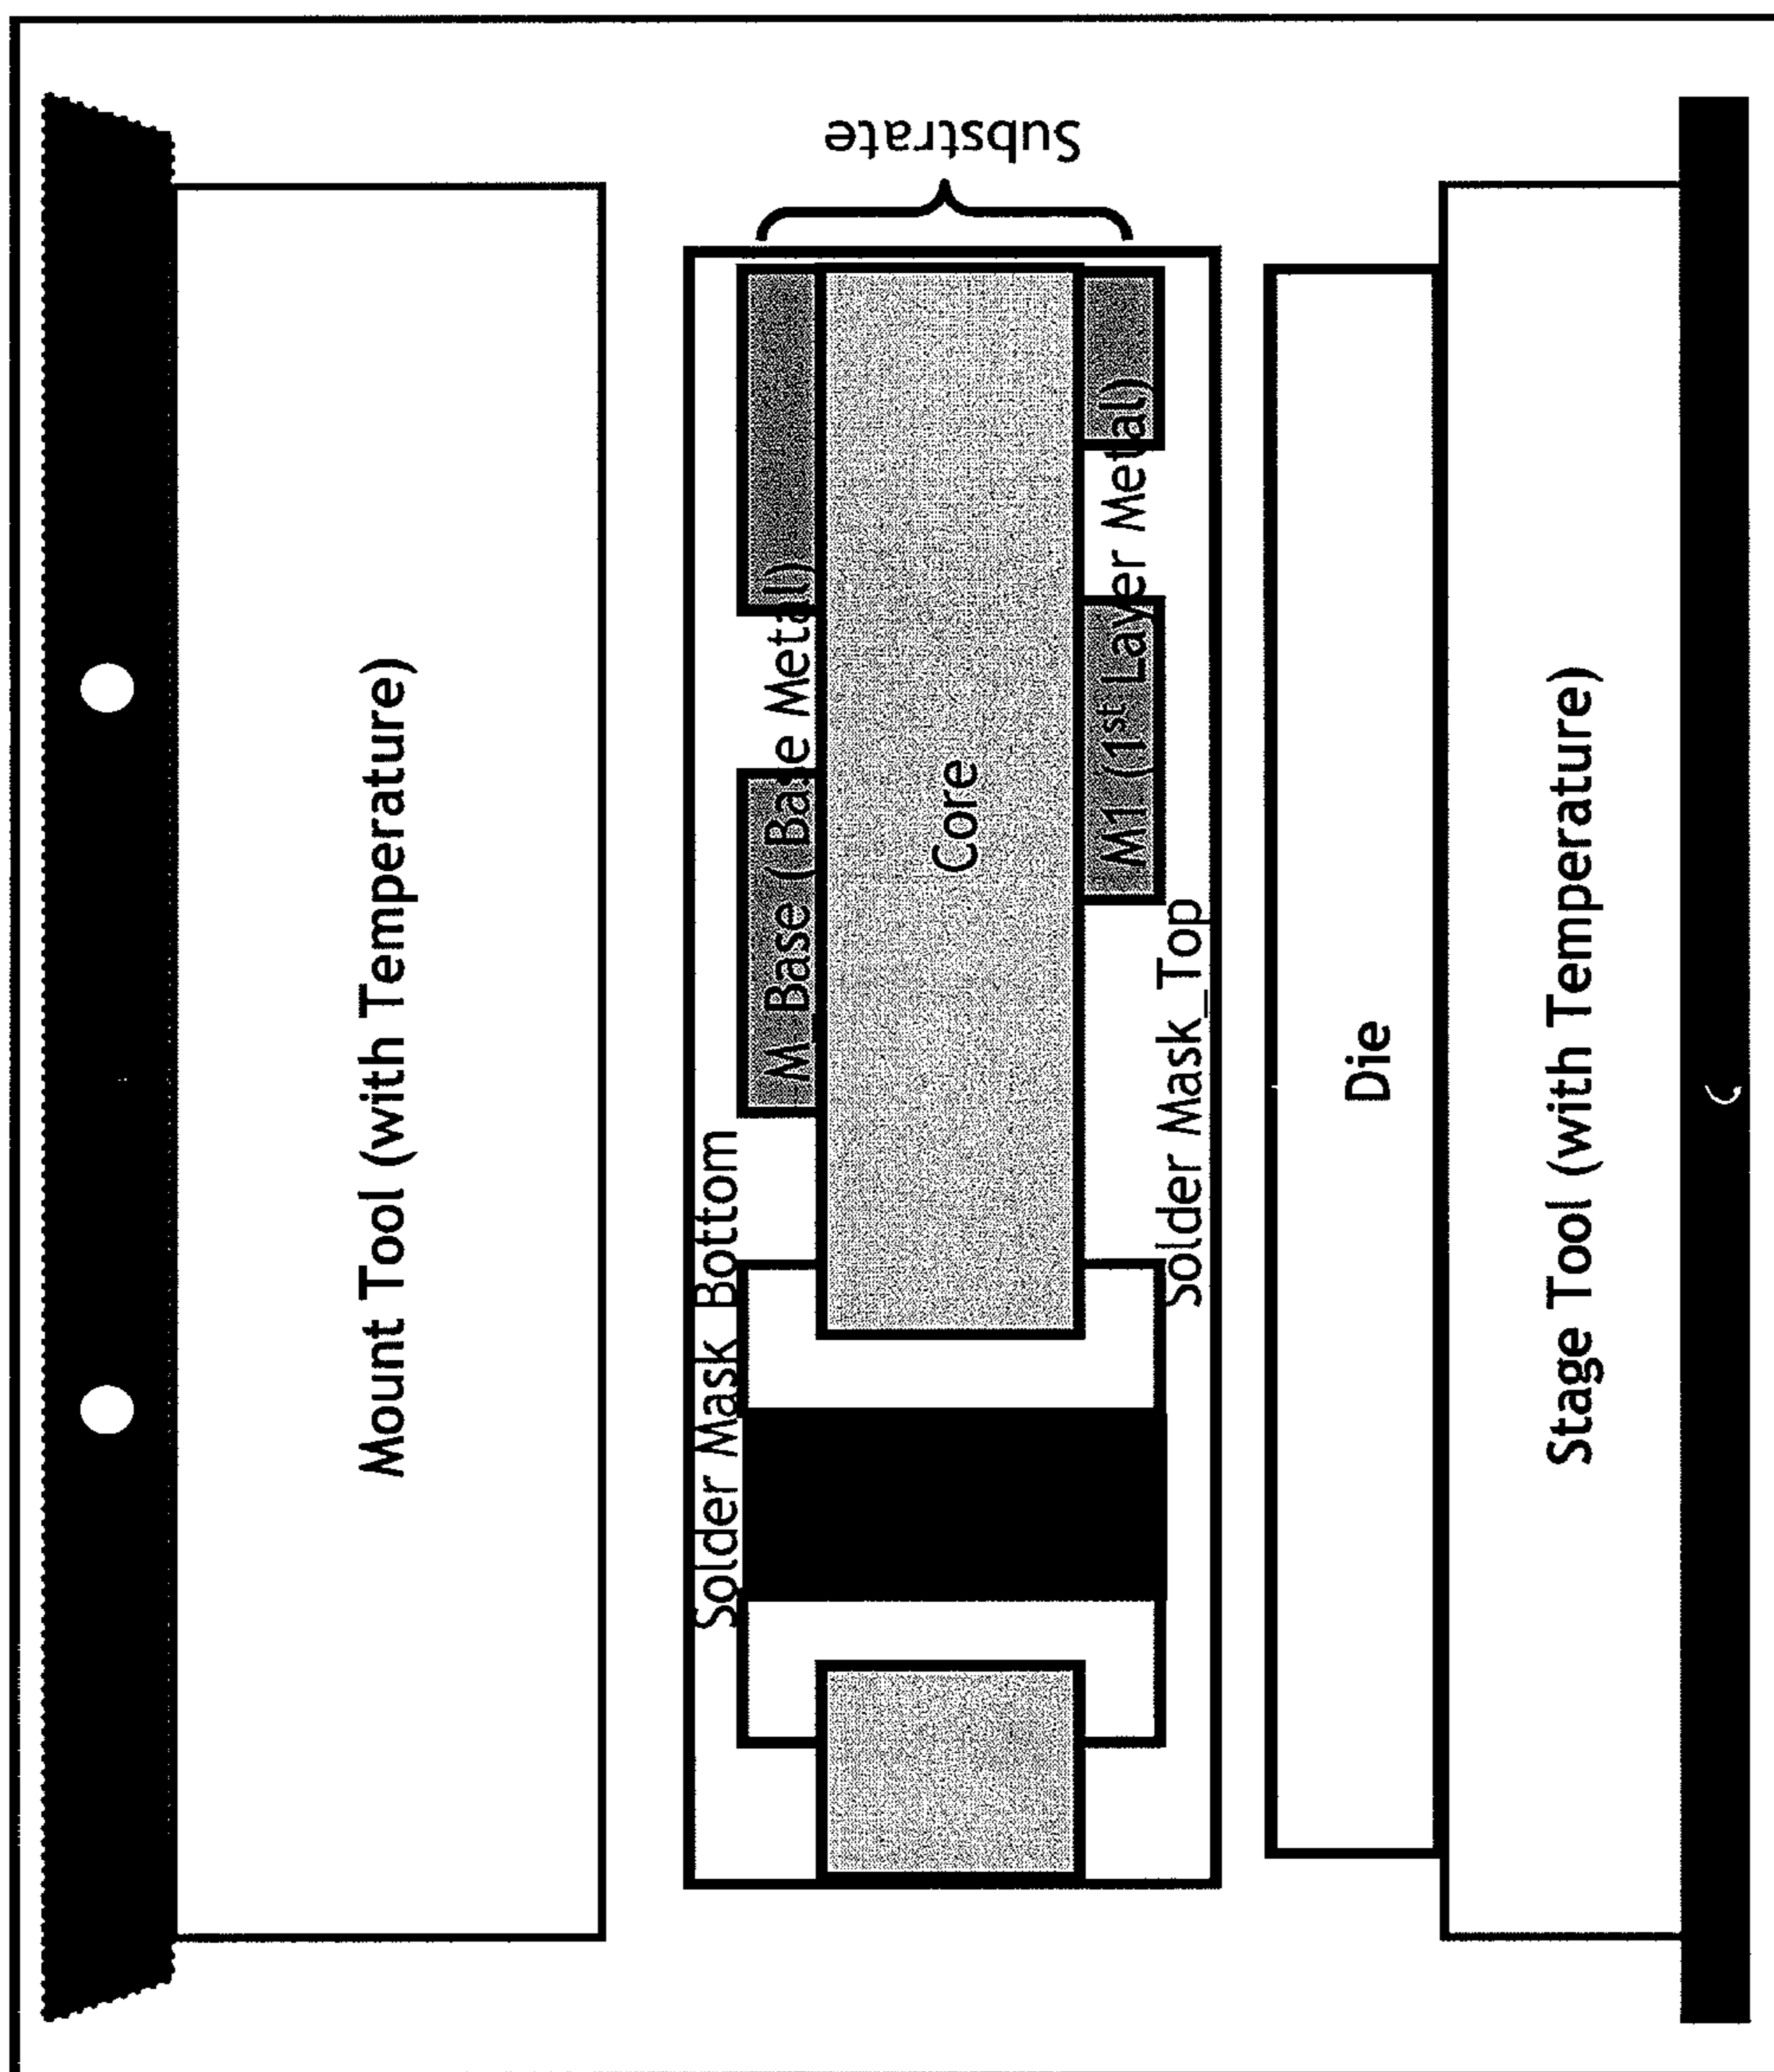 Mount Tool (with Temperature)
Solder Mask_Bottom
M Base (Base Metal)
Core
M1 (1st Layer Metal)
Solder Mask_Top
Substrate
Die
Stage Tool (with Temperature)